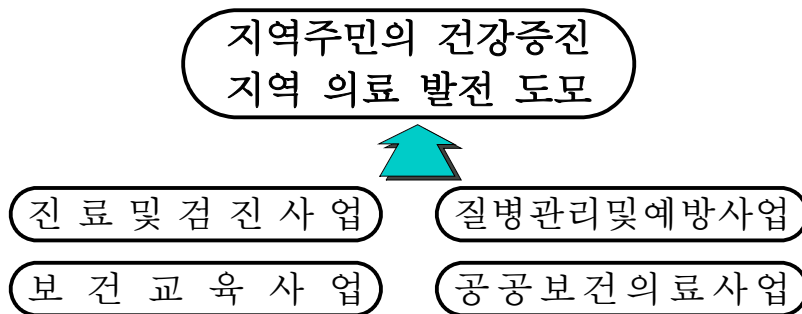 지역주민의 건강증진
지역 의료 발전 도모
진료및검진사업
질병관리및예방사업
보건교육사업
공공보건의료사업